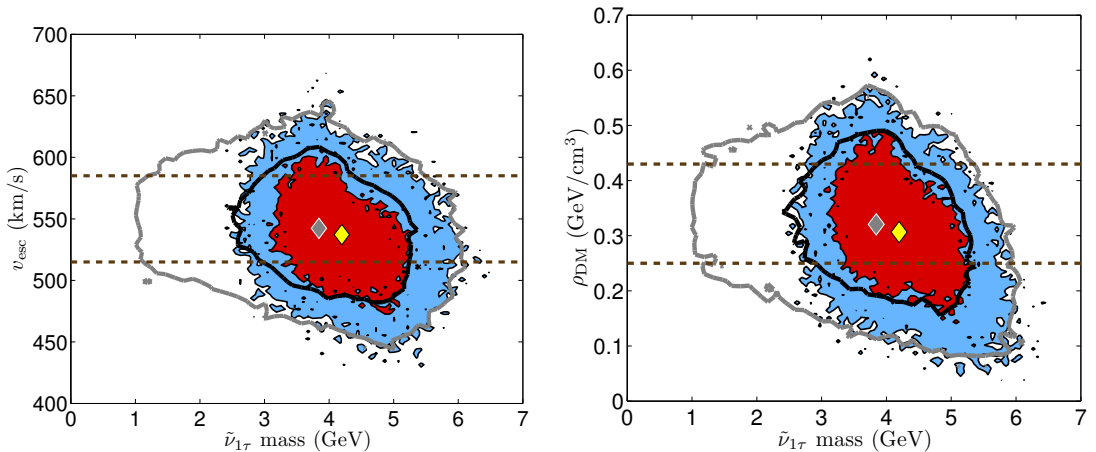 700
650
600
550
500
450
400
0 1 2 3 4 5 6 7
v_esc (km/s)
ν̃_1τ mass (GeV)
0.7
0.6
0.5
0.4
0.3
0.2
0.1
0
0 1 2 3 4 5 6 7
ρ_DM (GeV/cm³)
ν̃_1τ mass (GeV)